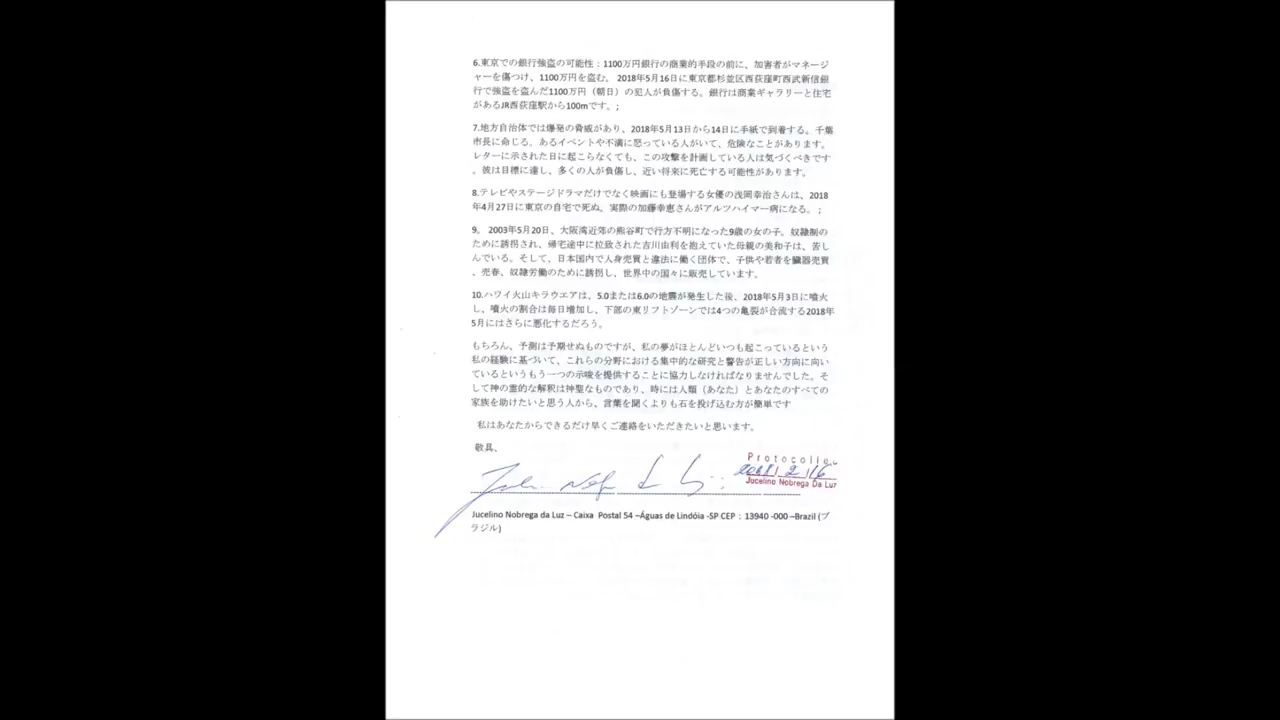 6.東京での銀行強盗の可能性：1100万円銀行の商業的手段の前に、加害者がマネージ
ャーを傷つけ、1100万円を盗む。 2018年5月16日に東京都杉並区西荻窪町西武新信銀
行で強盗を盗んだ1100万円（朝日）の犯人が負傷する。銀行は商業ギャラリーと住宅
があるJR西荻窪駅から100mです。;
7.地方自治体では爆発の脅威があり、2018年5月13日から14日に手紙で到着する。千葉
市長に命じる。あるイベントや不満に怒っている人がいて、危険なことがあります。
レターに示された日に起こらなくても、この攻撃を計画している人は気づくべきです
。彼は目標に達し、多くの人が負傷し、近い将来に死亡する可能性があります。
8.テレビやステージドラマだけでなく映画にも登場する女優の浅岡幸治さんは、2018
年4月27日に東京の自宅で死ぬ。実際の加藤幸恵さんがアルツハイマー病になる。;
9。 2003年5月20日、大阪湾近郊の熊谷町で行方不明になった9歳の女の子。奴隷制の
ために誘拐され、帰宅途中に拉致された吉川由利を抱えていた母親の美和子は、苦し
んでいる。そして、日本国内で人身売買と違法に働く団体で、子供や若者を臓器売買
、売春、奴隷労働のために誘拐し、世界中の国々に販売しています。
10.ハワイ火山キラウエアは、5.0または6.0の地震が発生した後、2018年5月3日に噴火
し、噴火の割合は毎日増加し、下部の東リフトゾーンでは4つの亀裂が合流する2018年
5月にはさらに悪化するだろう。
もちろん、予測は予期せぬものですが、私の夢がほとんどいつも起こっているという
私の経験に基づいて、これらの分野における集中的な研究と警告が正しい方向に向い
ているというもう一つの示唆を提供することに協力しなければなりませんでした。そ
して神の霊的な解釈は神聖なものであり、時には人類（あなた）とあなたのすべての
家族を助けたいと思う人から、言葉を聞くよりも石を投げ込む方が簡単です
私はあなたからできるだけ早くご連絡をいただきたいと思います。
敬具、
Protocolle
Jucelino Nobrega Da Luz
Jucelino Nobrega da Luz – Caixa Postal 54 –Águas de Lindóia -SP CEP : 13940 -000 –Brazil (ブ
ラジル)